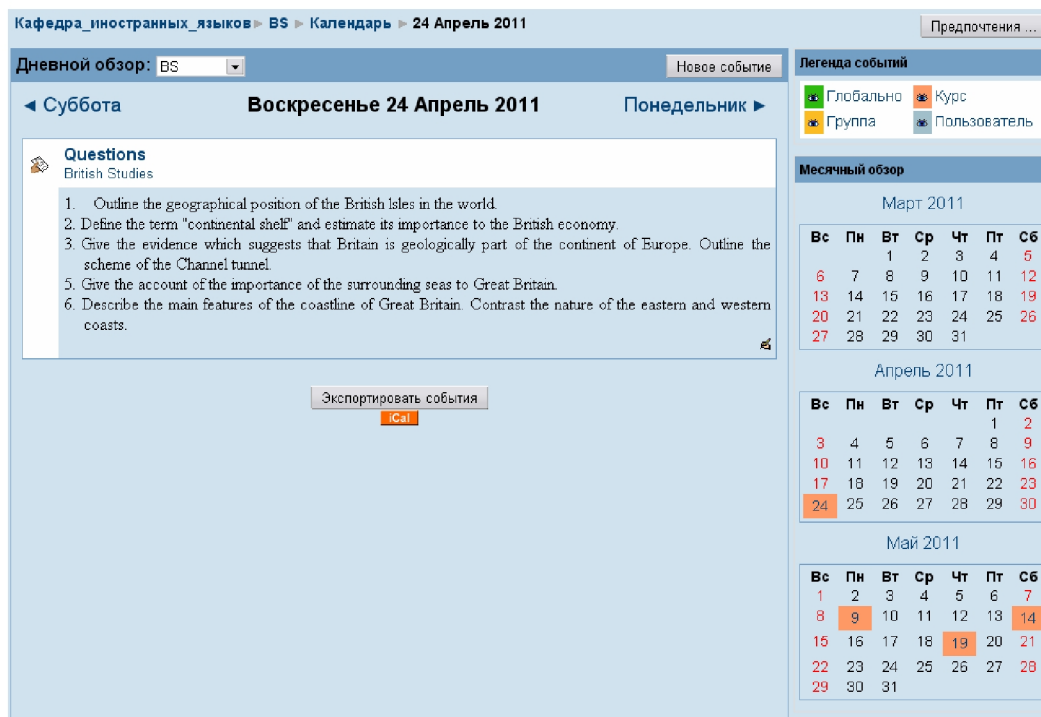 Кафедра_иностранных_языков ► BS ► Календарь ► 24 Апрель 2011
Предпочтения ...
Дневной обзор: BS
Новое событие
◄ Суббота Воскресенье 24 Апрель 2011 Понедельник ►
Questions
British Studies
1. Outline the geographical position of the British Isles in the world.
2. Define the term "continental shelf" and estimate its importance to the British economy.
3. Give the evidence which suggests that Britain is geologically part of the continent of Europe. Outline the
scheme of the Channel tunnel.
5. Give the account of the importance of the surrounding seas to Great Britain.
6. Describe the main features of the coastline of Great Britain. Contrast the nature of the eastern and western
coasts.
Экспортировать события
iCal
Легенда событий
Глобально Курс
Группа Пользователь
Месячный обзор
Март 2011
Вс Пн Вт Ср Чт Пт Сб
1 2 3 4 5
6 7 8 9 10 11 12
13 14 15 16 17 18 19
20 21 22 23 24 25 26
27 28 29 30 31
Апрель 2011
Вс Пн Вт Ср Чт Пт Сб
1 2
3 4 5 6 7 8 9
10 11 12 13 14 15 16
17 18 19 20 21 22 23
24 25 26 27 28 29 30
Май 2011
Вс Пн Вт Ср Чт Пт Сб
1 2 3 4 5 6 7
8 9 10 11 12 13 14
15 16 17 18 19 20 21
22 23 24 25 26 27 28
29 30 31